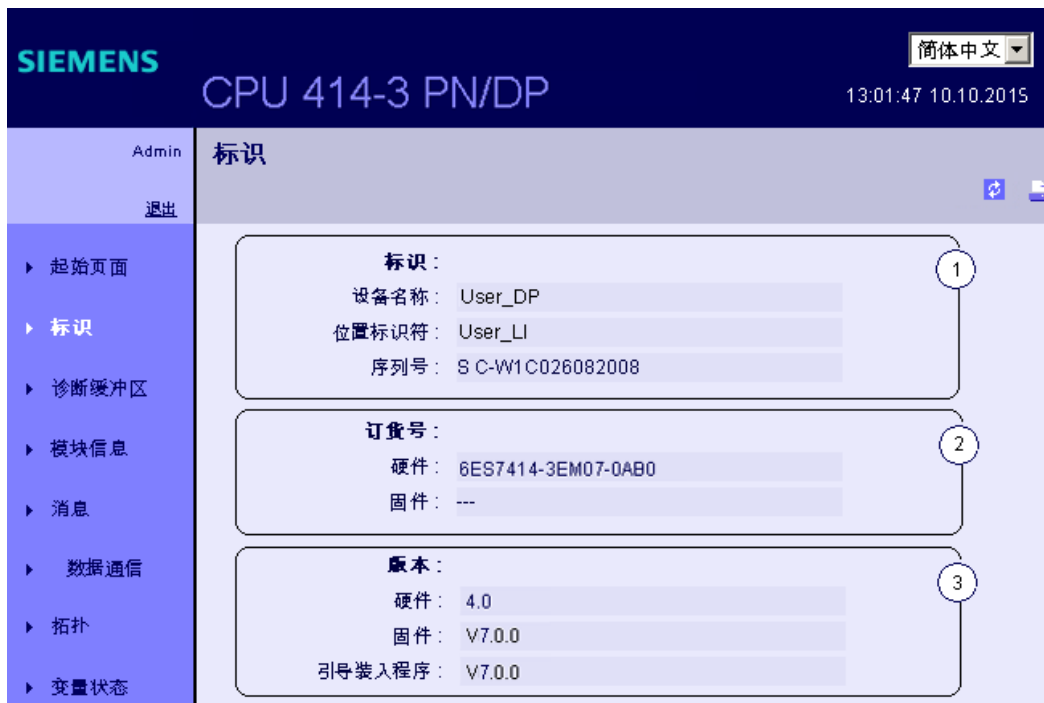 SIEMENS
简体中文
CPU 414-3 PN/DP
13:01:47 10.10.2015
Admin
标识
退出
起始页面
标识
诊断缓冲区
模块信息
消息
数据通信
拓扑
变量状态
标识:
1
设备名称: User_DP
位置标识符: User_LI
序列号: S C-W1C026082008
订货号:
2
硬件: 6ES7414-3EM07-0AB0
固件: ---
版本:
3
硬件: 4.0
固件: V7.0.0
引导装入程序: V7.0.0